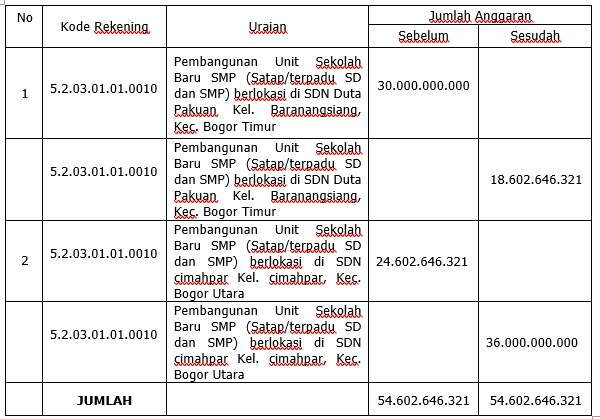 No Kode Rekening Uraian Jumlah Anggaran
Sebelum Sesudah
1 5.2.03.01.01.0010 Pembangunan Unit Sekolah
Baru SMP (Satap/terpadu SD
dan SMP) berlokasi di SDN Duta
Pakuan Kel. Baranangsiang,
Kec. Bogor Timur
30.000.000.000
5.2.03.01.01.0010 Pembangunan Unit Sekolah
Baru SMP (Satap/terpadu SD
dan SMP) berlokasi di SDN Duta
Pakuan Kel. Baranangsiang,
Kec. Bogor Timur
18.602.646.321
2 5.2.03.01.01.0010 Pembangunan Unit Sekolah
Baru SMP (Satap/terpadu SD
dan SMP) berlokasi di SDN
cimahpar Kel. cimahpar, Kec.
Bogor Utara
24.602.646.321
5.2.03.01.01.0010 Pembangunan Unit Sekolah
Baru SMP (Satap/terpadu SD
dan SMP) berlokasi di SDN
cimahpar Kel. cimahpar, Kec.
Bogor Utara
36.000.000.000
JUMLAH 54.602.646.321 54.602.646.321